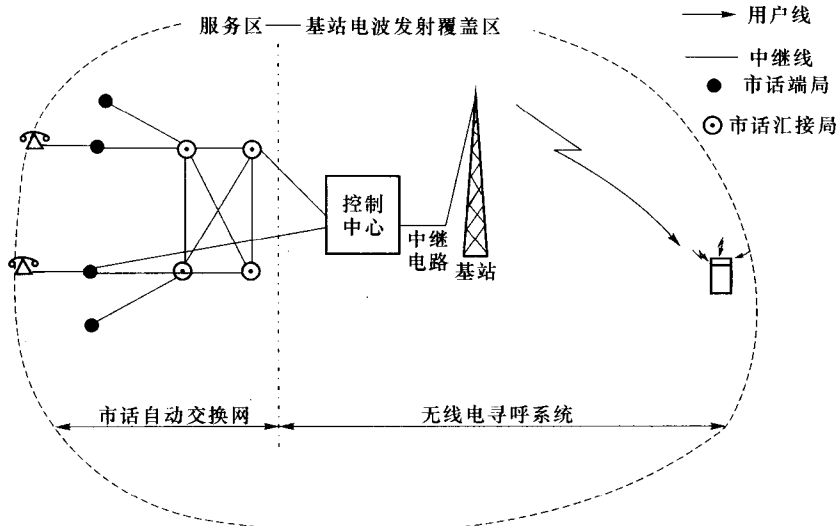 服务区——基站电波发射覆盖区
用户线
中继线
市话端局
市话汇接局
控制
中心
中继
电路
基站
市话自动交换网
无线电寻呼系统